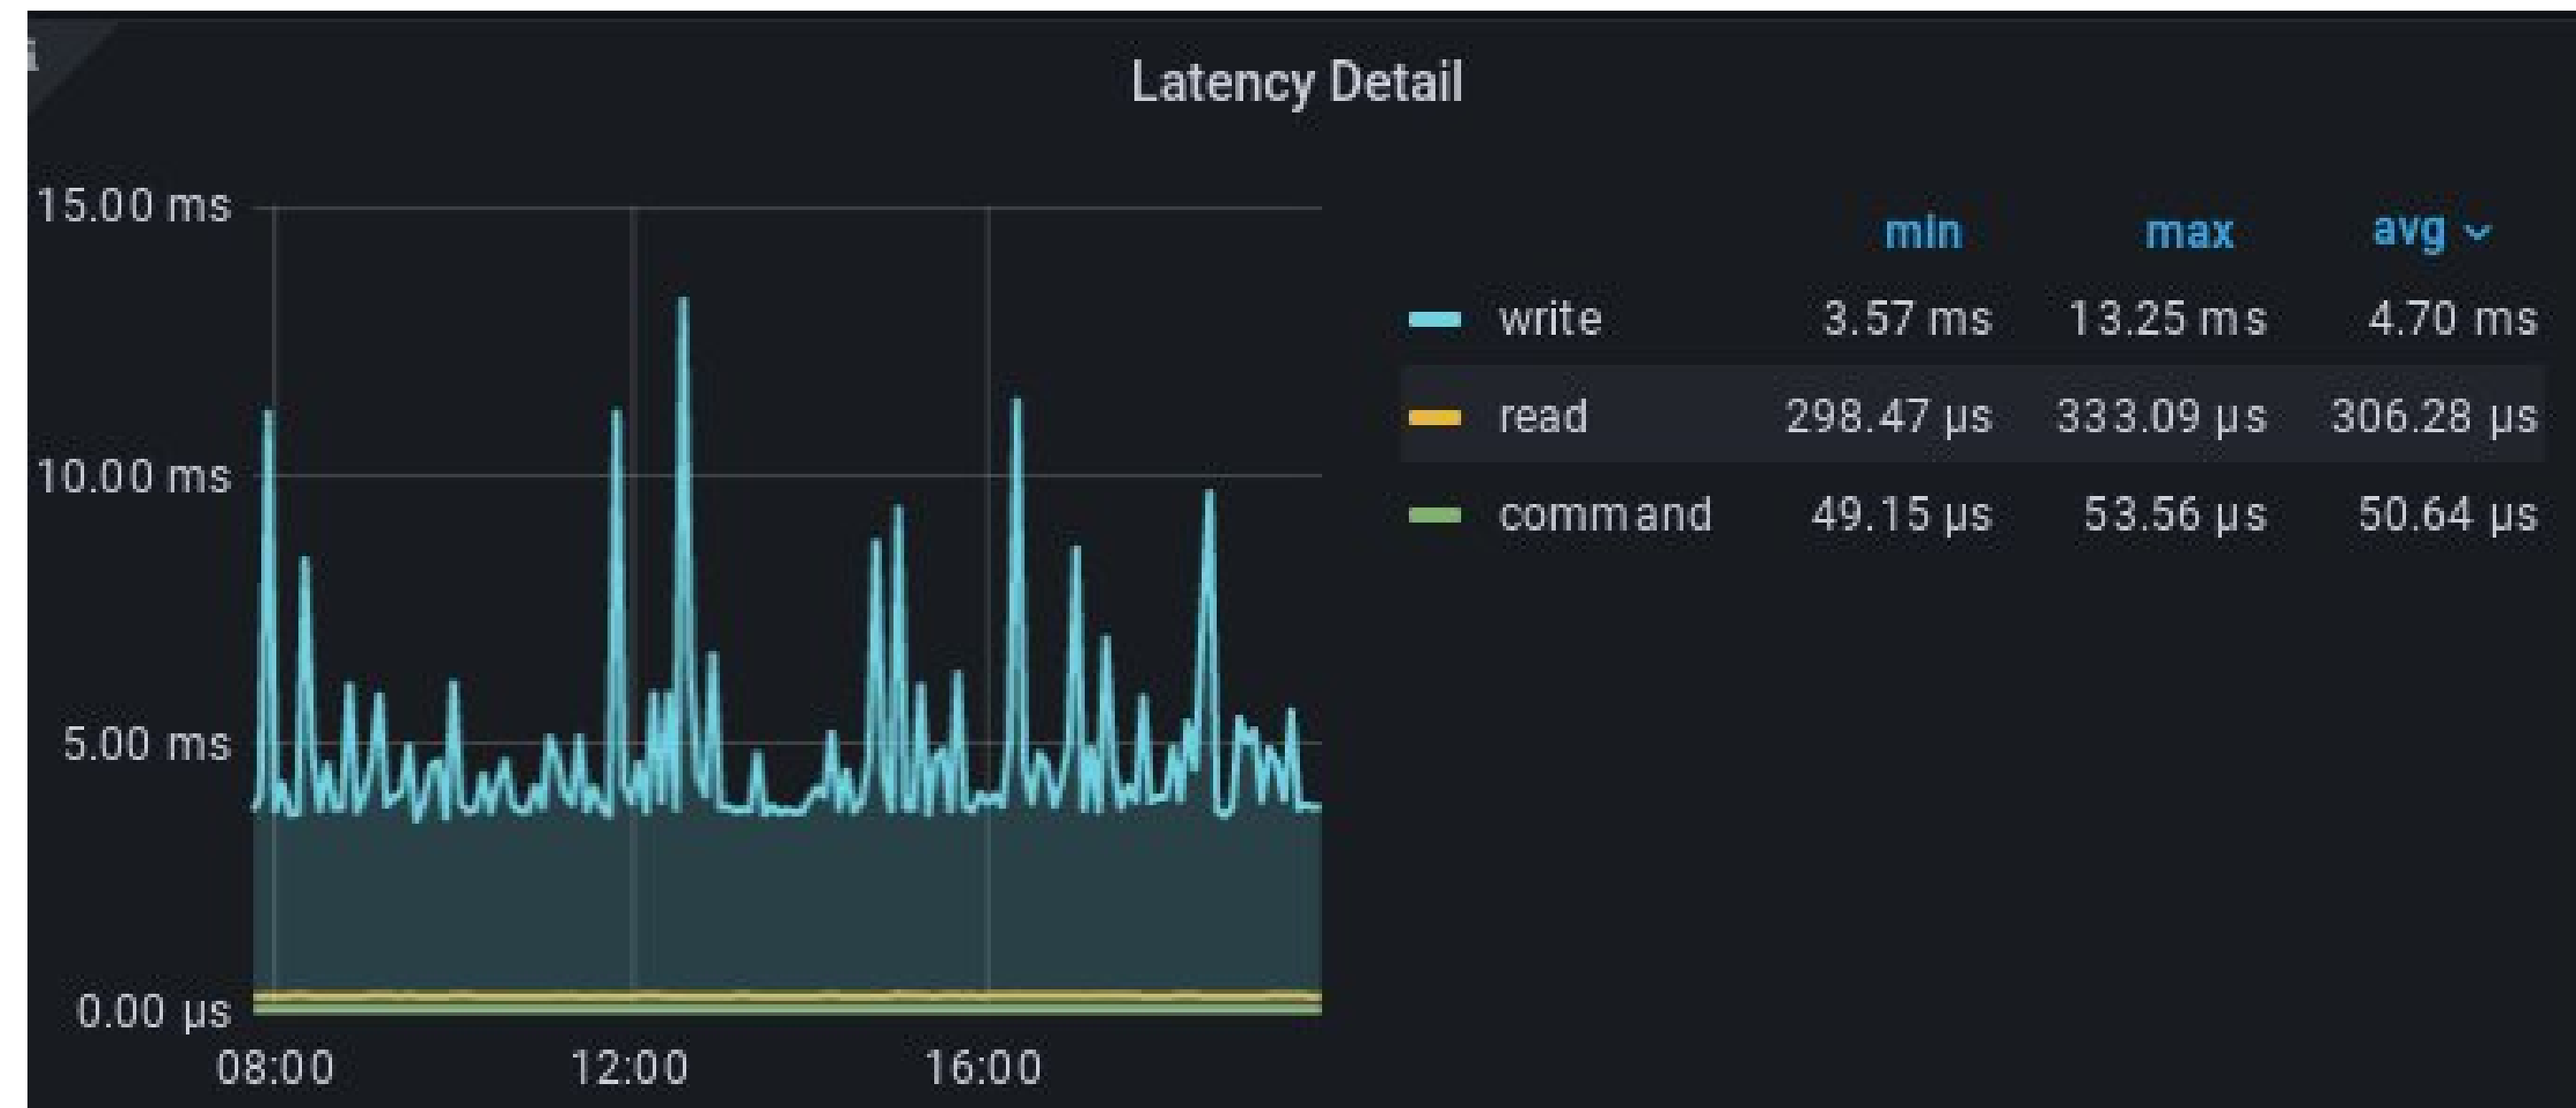 i
Latency Detail
15.00 ms
10.00 ms
5.00 ms
0.00 µs
08:00 12:00 16:00
min max avg
write 3.57 ms 13.25 ms 4.70 ms
read 298.47 µs 333.09 µs 306.28 µs
command 49.15 µs 53.56 µs 50.64 µs